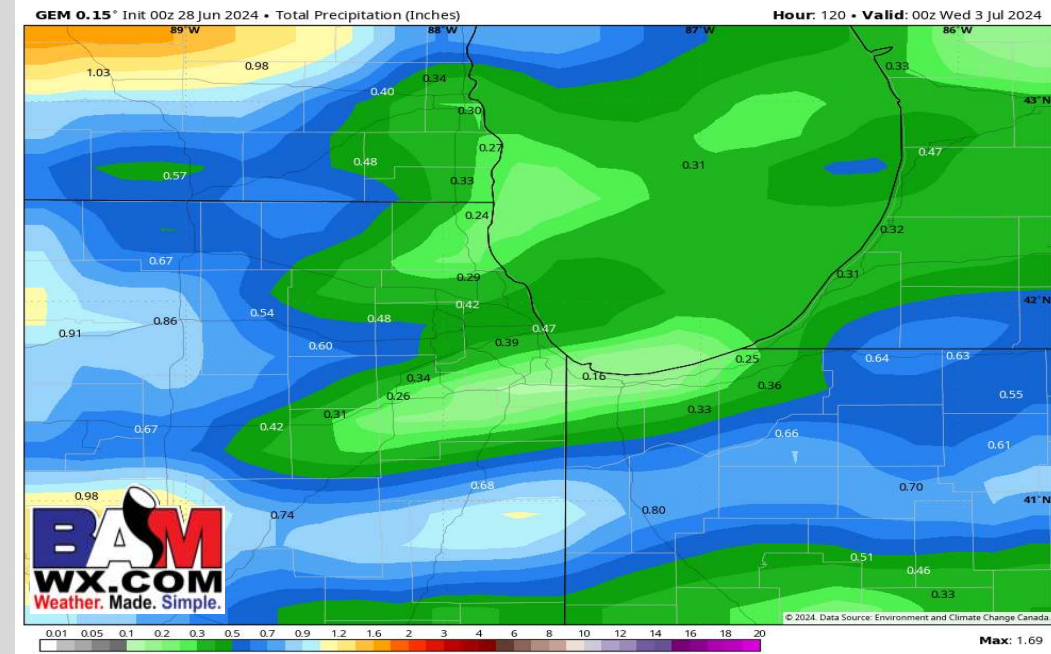 GEM 0.15° Init 00z 28 Jun 2024 • Total Precipitation (Inches)
Hour: 120 • Valid: 00z Wed 3 Jul 2024
89°W 88°W 87°W 86°W
1.03 0.98 0.34 0.33
0.40
0.30 43°N
0.27 0.47
0.48 0.31
0.57 0.33
0.24
0.32
0.67
0.29 0.31
0.42 42°N
0.54
0.86 0.48
0.91 0.47
0.60 0.39
0.25 0.64 0.63
0.34 0.16
0.26 0.36 0.55
0.31 0.33
0.67 0.42
0.66 0.61
0.68 0.70
0.98 41°N
0.74 0.80
0.51
0.46
0.33
BAM
WX.COM
Weather. Made. Simple.
© 2024. Data Source: Environment and Climate Change Canada.
0.01 0.05 0.1 0.2 0.3 0.5 0.7 0.9 1.2 1.6 2 3 4 6 8 10 12 14 16 18 20
Max: 1.69